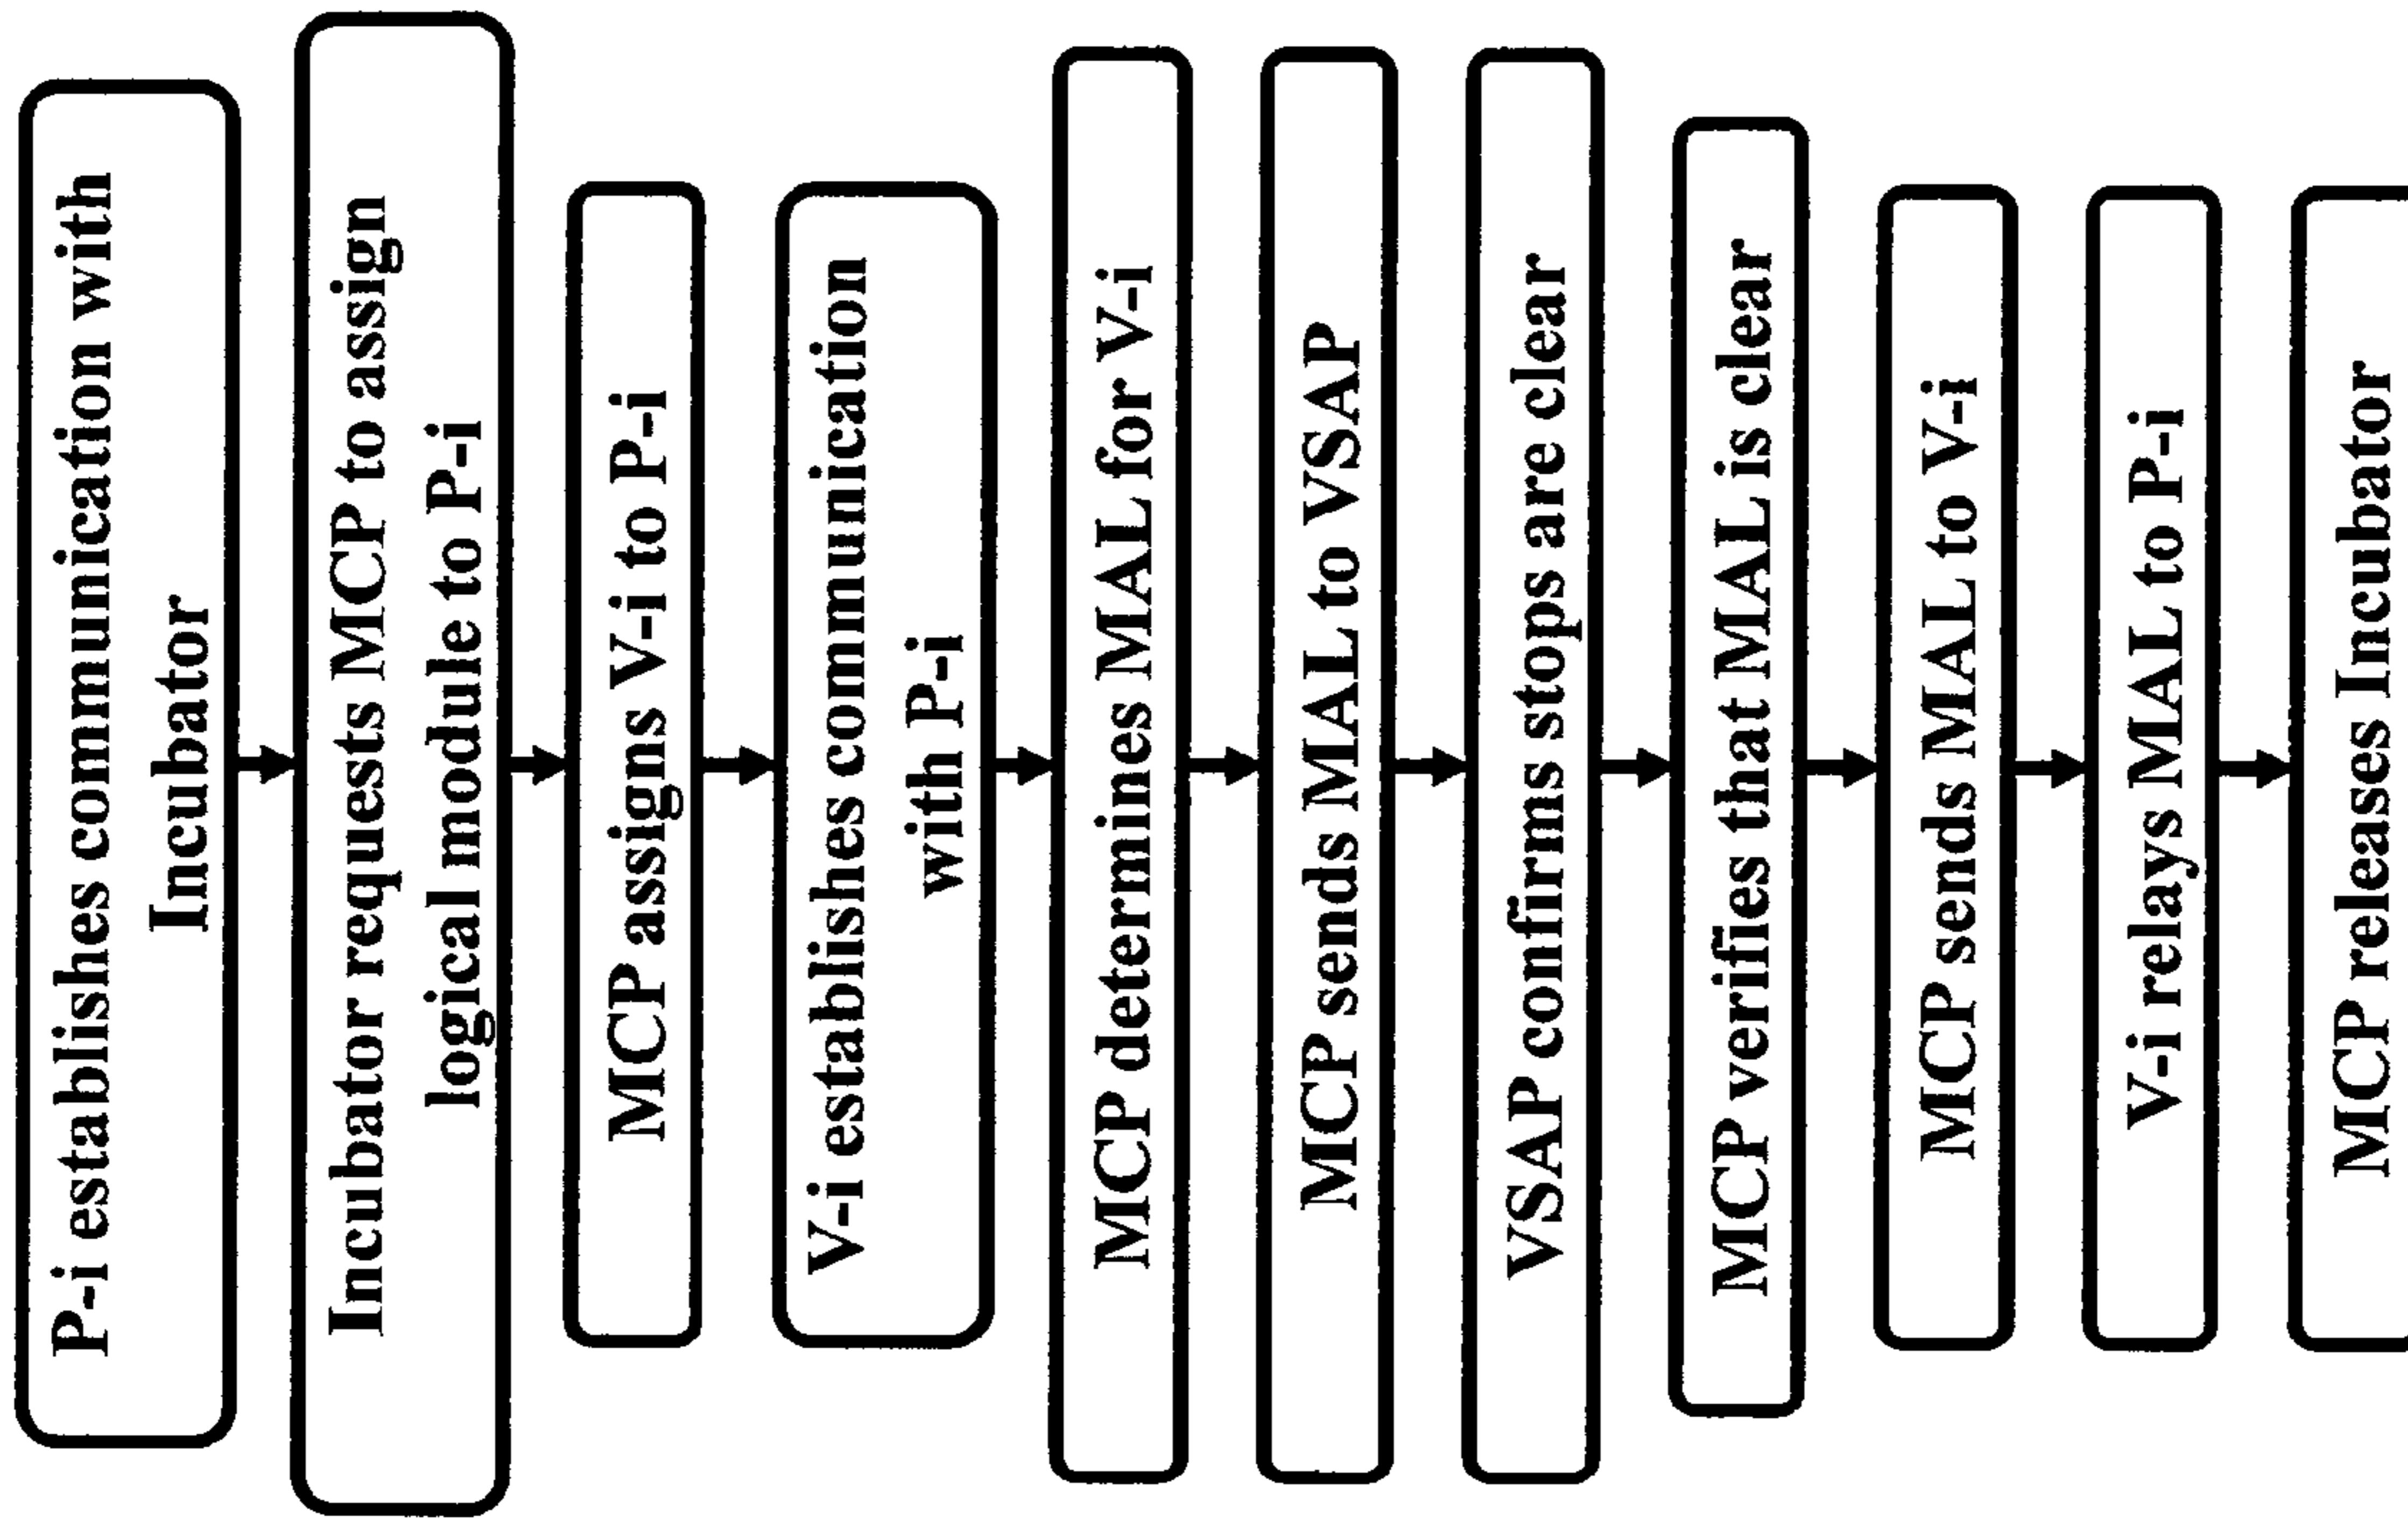 P-i establishes communication with
Incubator
Incubator requests MCP to assign
logical module to P-i
MCP assigns V-i to P-i
V-i establishes communication
with P-i
MCP determines MAL for V-i
MCP sends MAL to VSAP
VSAP confirms stops are clear
MCP verifies that MAL is clear
MCP sends MAL to V-i
V-i relays MAL to P-i
MCP releases Incubator